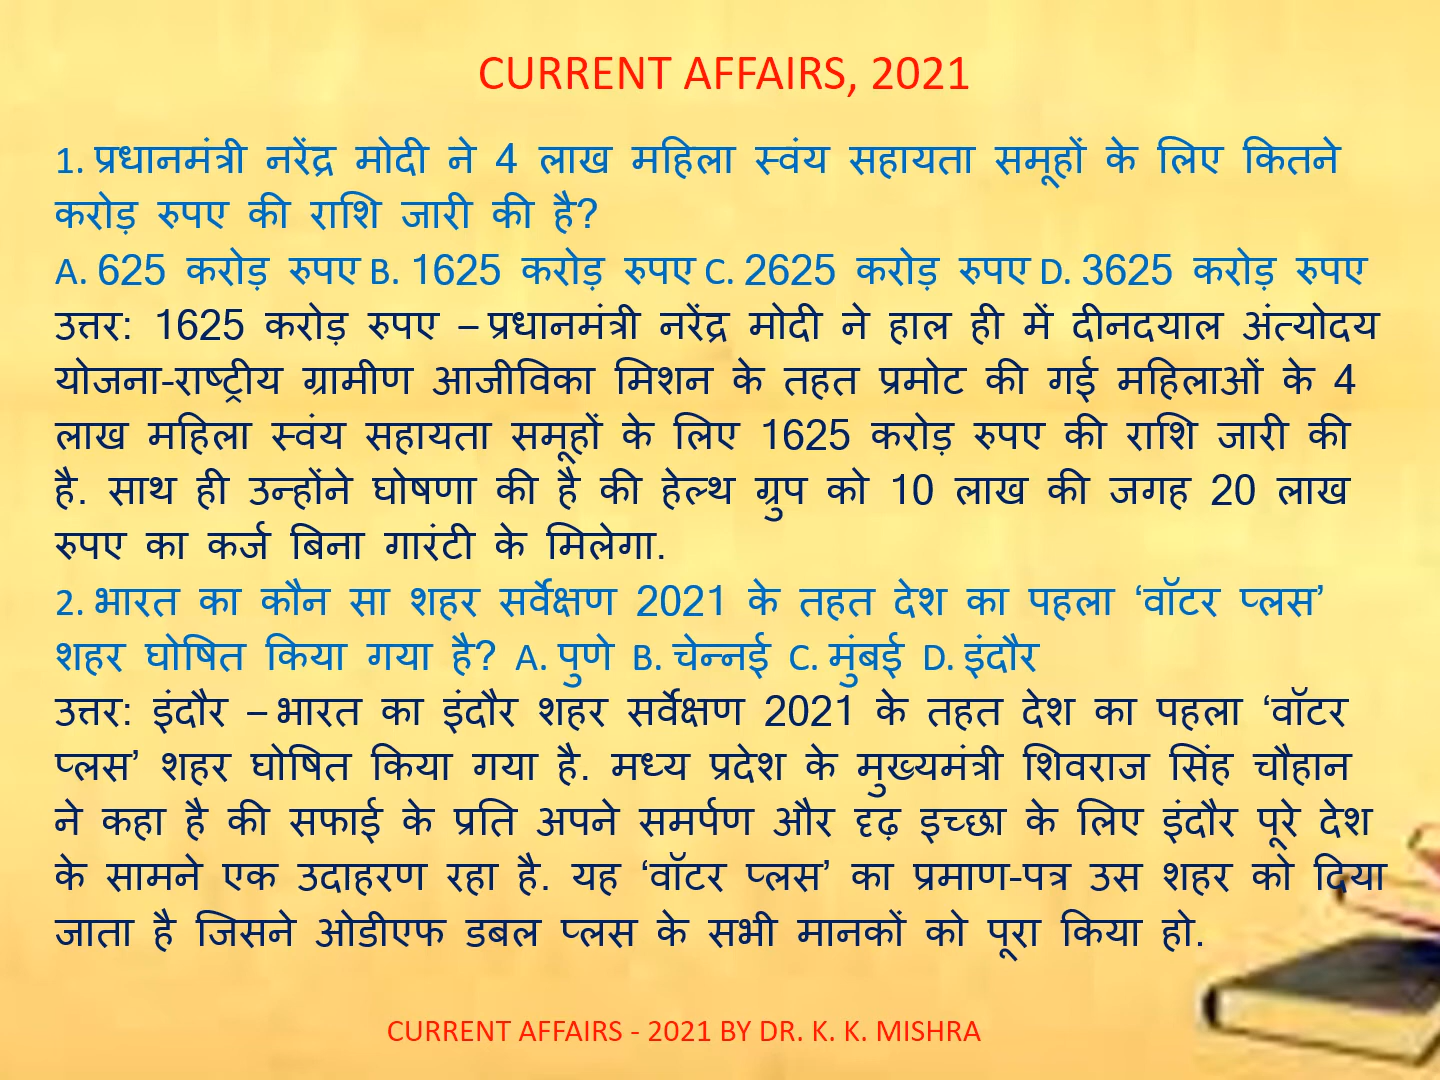 CURRENT AFFAIRS, 2021
1. प्रधानमंत्री नरेंद्र मोदी ने 4 लाख महिला स्वंय सहायता समूहों के लिए कितने
करोड़ रुपए की राशि जारी की है?
A. 625 करोड़ रुपए B. 1625 करोड़ रुपए C. 2625 करोड़ रुपए D. 3625 करोड़ रुपए
उत्तर: 1625 करोड़ रुपए – प्रधानमंत्री नरेंद्र मोदी ने हाल ही में दीनदयाल अंत्योदय
योजना-राष्ट्रीय ग्रामीण आजीविका मिशन के तहत प्रमोट की गई महिलाओं के 4
लाख महिला स्वंय सहायता समूहों के लिए 1625 करोड़ रुपए की राशि जारी की
है. साथ ही उन्होंने घोषणा की है की हेल्थ ग्रुप को 10 लाख की जगह 20 लाख
रुपए का कर्ज बिना गारंटी के मिलेगा.
2. भारत का कौन सा शहर सर्वेक्षण 2021 के तहत देश का पहला ‘वॉटर प्लस’
शहर घोषित किया गया है? A. पुणे B. चेन्नई C. मुंबई D. इंदौर
उत्तर: इंदौर – भारत का इंदौर शहर सर्वेक्षण 2021 के तहत देश का पहला ‘वॉटर
प्लस’ शहर घोषित किया गया है. मध्य प्रदेश के मुख्यमंत्री शिवराज सिंह चौहान
ने कहा है की सफाई के प्रति अपने समर्पण और दृढ़ इच्छा के लिए इंदौर पूरे देश
के सामने एक उदाहरण रहा है. यह ‘वॉटर प्लस’ का प्रमाण-पत्र उस शहर को दिया
जाता है जिसने ओडीएफ डबल प्लस के सभी मानकों को पूरा किया हो.
CURRENT AFFAIRS - 2021 BY DR. K. K. MISHRA